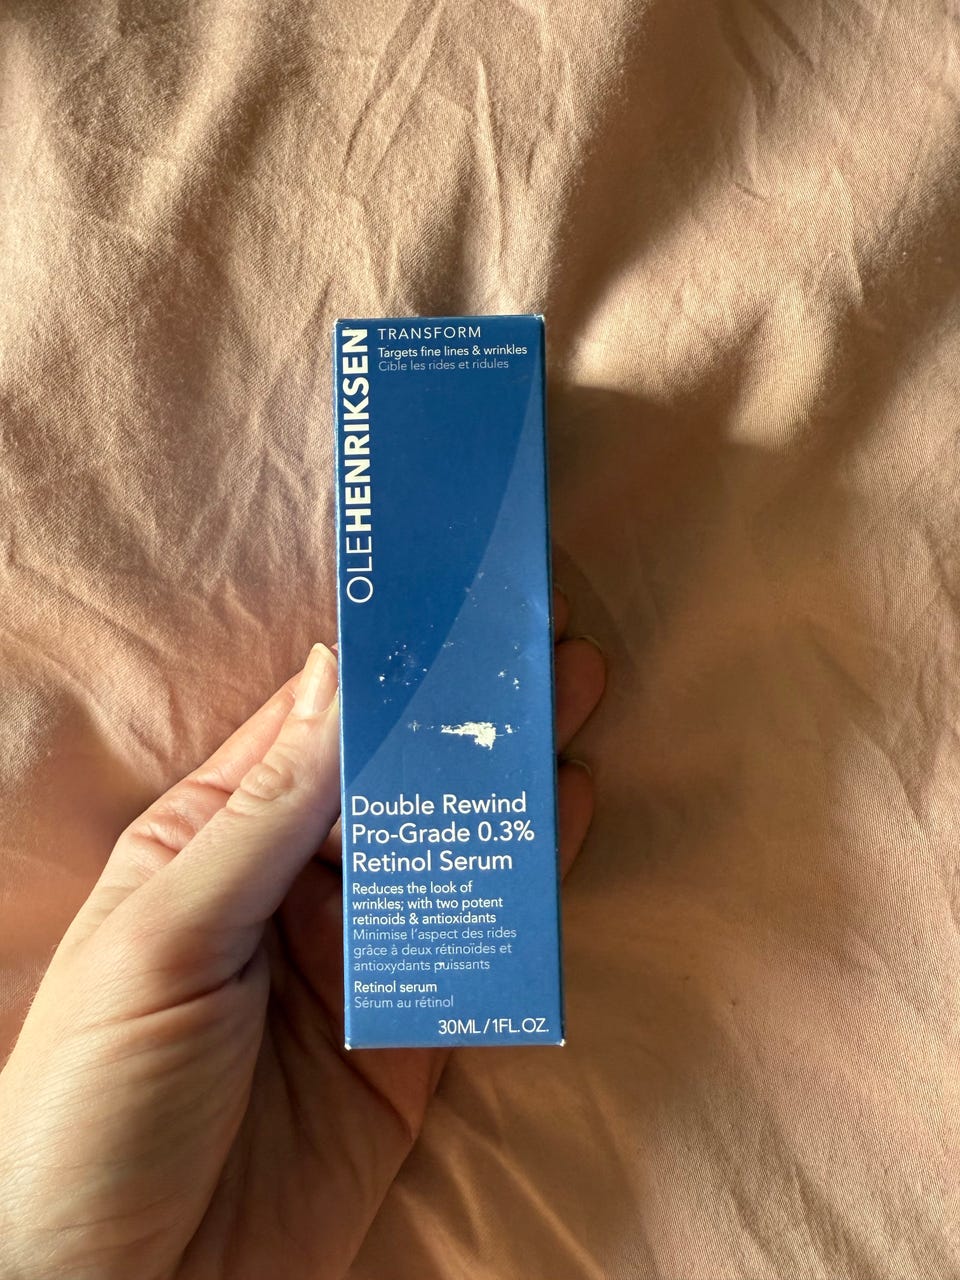 OLEHENRIKSEN
TRANSFORM
Targets fine lines & wrinkles
Cible les rides et ridules
Double Rewind
Pro-Grade 0.3%
Retinol Serum
Reduces the look of
wrinkles; with two potent
retinoids & antioxidants
Minimise l'aspect des rides
grâce à deux rétinoïdes et
antioxydants puissants
Retinol serum
Sérum au rétinol
30ML / 1FL. OZ.